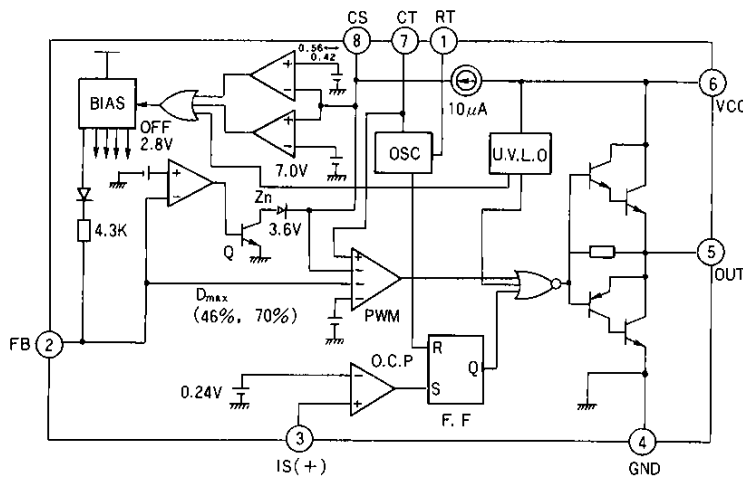 CS CT RT
8 7 1
0.56
0.42
+
−
6
VCC
BIAS
10μA
OFF
2.8V
+
−
7.0V
OSC
U.V.L.O
+
−
Zn
4.3K
3.6V
Q
5
OUT
+
−
−
−
Dmax
(46%, 70%)
PWM
FB 2
O.C.P
R
Q
S
F. F
0.24V
−
+
3
IS(+)
4
GND